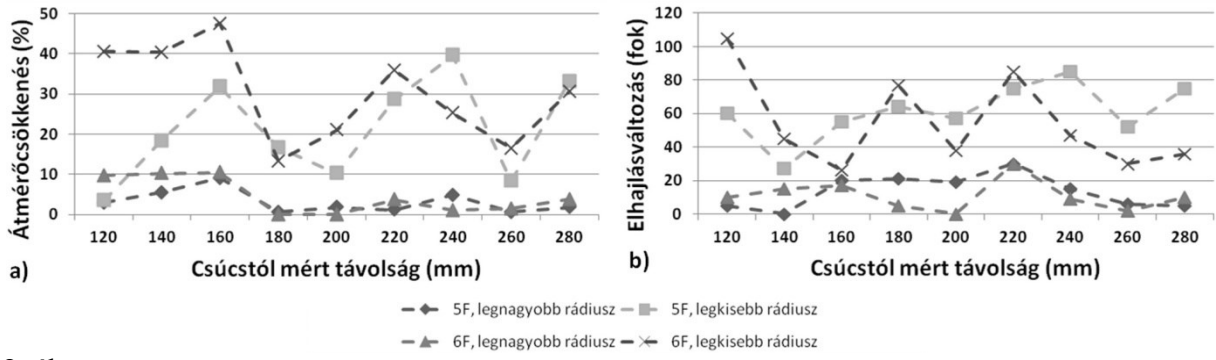 Átmérőcsökkenés (%)
50
40
30
20
10
0
120 140 160 180 200 220 240 260 280
Csúcstól mért távolság (mm)
a)
Elhajlásváltozás (fok)
120
100
80
60
40
20
0
120 140 160 180 200 220 240 260 280
Csúcstól mért távolság (mm)
b)
5F, legnagyobb rádiusz 5F, legkisebb rádiusz
6F, legnagyobb rádiusz 6F, legkisebb rádiusz